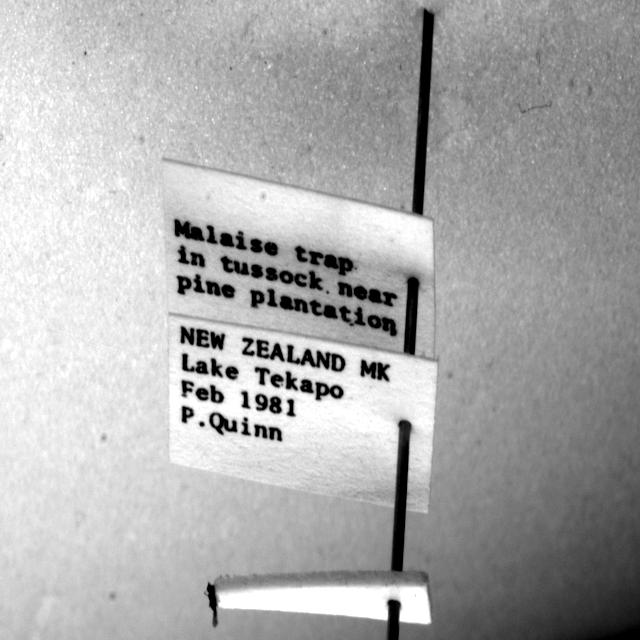 Malaise trap
in tussock near
pine plantation
NEW ZEALAND MK
Lake Tekapo
Feb 1981
P.Quinn